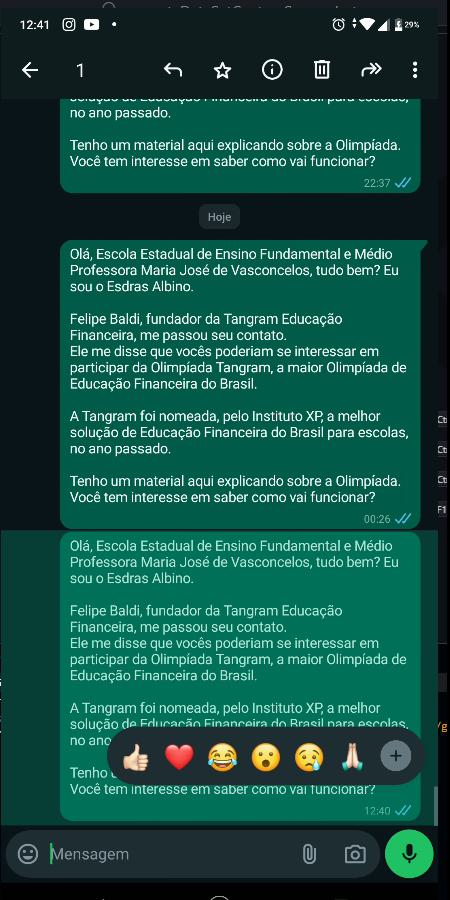 12:41
29%
1
solução de Educação Financeira do Brasil para escolas,
no ano passado.
Tenho um material aqui explicando sobre a Olimpíada.
Você tem interesse em saber como vai funcionar?
22:37
Hoje
Olá, Escola Estadual de Ensino Fundamental e Médio
Professora Maria José de Vasconcelos, tudo bem? Eu
sou o Esdras Albino.
Felipe Baldi, fundador da Tangram Educação
Financeira, me passou seu contato.
Ele me disse que vocês poderiam se interessar em
participar da Olimpíada Tangram, a maior Olimpíada de
Educação Financeira do Brasil.
A Tangram foi nomeada, pelo Instituto XP, a melhor
solução de Educação Financeira do Brasil para escolas,
no ano passado.
Tenho um material aqui explicando sobre a Olimpíada.
Você tem interesse em saber como vai funcionar?
00:26
Olá, Escola Estadual de Ensino Fundamental e Médio
Professora Maria José de Vasconcelos, tudo bem? Eu
sou o Esdras Albino.
Felipe Baldi, fundador da Tangram Educação
Financeira, me passou seu contato.
Ele me disse que vocês poderiam se interessar em
participar da Olimpíada Tangram, a maior Olimpíada de
Educação Financeira do Brasil.
A Tangram foi nomeada, pelo Instituto XP, a melhor
solução de Educação Financeira do Brasil para escolas,
no ano
Tenho
Você tem interesse em saber como vai funcionar?
12:40
Mensagem